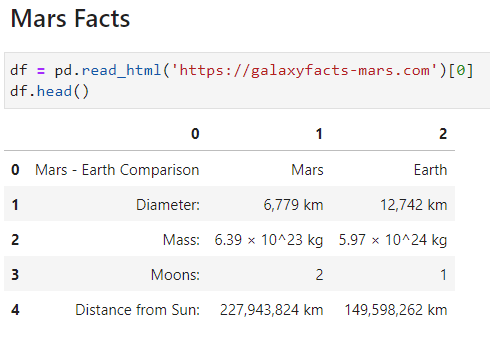 Mars Facts
df = pd.read_html('https://galaxyfacts-mars.com')[0]
df.head()
0 1 2
0 Mars - Earth Comparison Mars Earth
1 Diameter: 6,779 km 12,742 km
2 Mass: 6.39 × 10^23 kg 5.97 × 10^24 kg
3 Moons: 2 1
4 Distance from Sun: 227,943,824 km 149,598,262 km